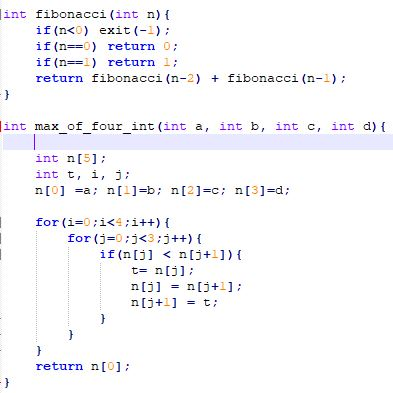 int fibonacci(int n){
    if(n<0) exit(-1);
    if(n==0) return 0;
    if(n==1) return 1;
    return fibonacci(n-2) + fibonacci(n-1);
}
int max_of_four_int(int a, int b, int c, int d){
    int n[5];
    int t, i, j;
    n[0] =a; n[1]=b; n[2]=c; n[3]=d;
    for(i=0;i<4;i++){
        for(j=0;j<3;j++){
            if(n[j] < n[j+1]){
                t= n[j];
                n[j] = n[j+1];
                n[j+1] = t;
            }
        }
    }
    return n[0];
}